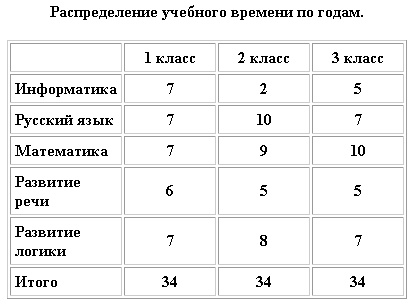 Распределение учебного времени по годам.
1 класс 2 класс 3 класс
Информатика 7 2 5
Русский язык 7 10 7
Математика 7 9 10
Развитие
речи 6 5 5
Развитие
логики 7 8 7
Итого 34 34 34